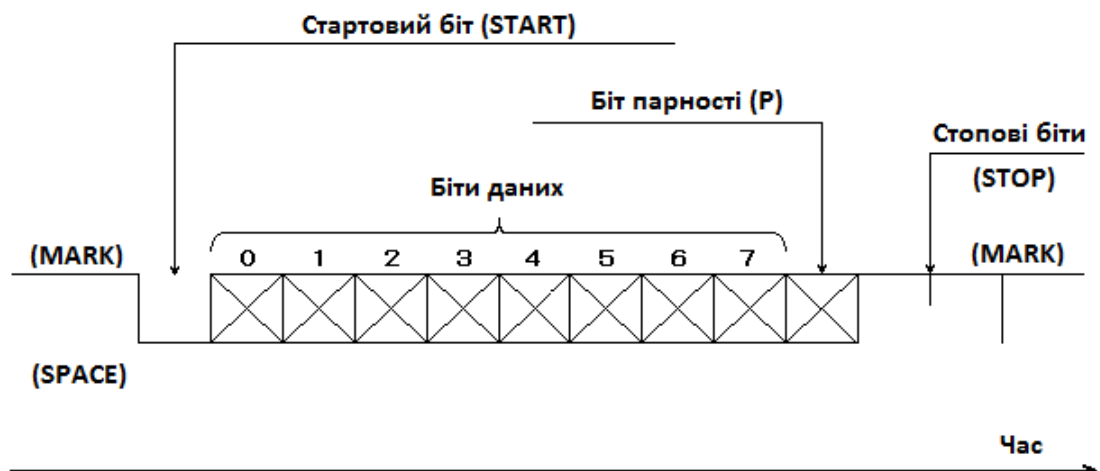 Стартовий біт (START)
Біт парності (P)
Стопові біти
(STOP)
Біти даних
(MARK)
0 1 2 3 4 5 6 7
(MARK)
(SPACE)
Час